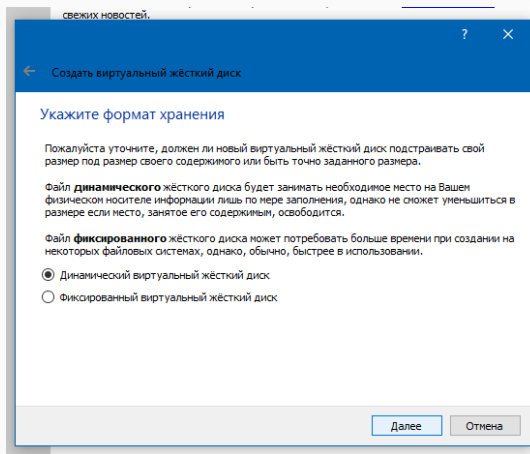 свежих новостей.
?
Создать виртуальный жёсткий диск
Укажите формат хранения
Пожалуйста уточните, должен ли новый виртуальный жёсткий диск подстраивать свой
размер под размер своего содержимого или быть точно заданного размера.
Файл динамического жёсткого диска будет занимать необходимое место на Вашем
физическом носителе информации лишь по мере заполнения, однако не сможет уменьшиться в
размере если место, занятое его содержимым, освободится.
Файл фиксированного жёсткого диска может потребовать больше времени при создании на
некоторых файловых системах, однако, обычно, быстрее в использовании.
Динамический виртуальный жёсткий диск
Фиксированный виртуальный жёсткий диск
Далее
Отмена